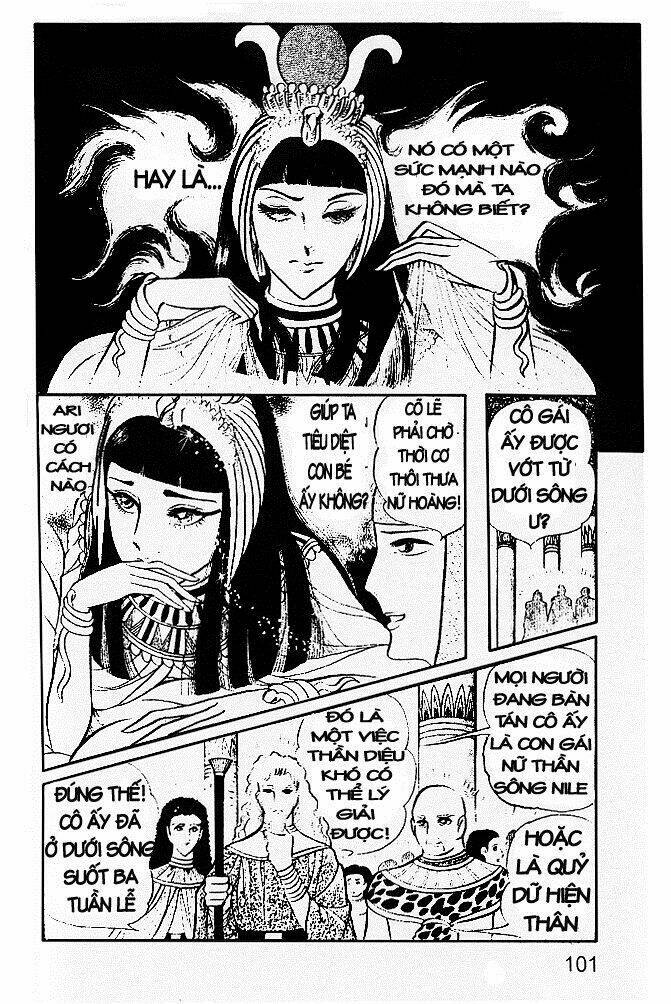 HAY LÀ...
NÓ CÓ MỘT
SỨC MẠNH NÀO
ĐÓ MÀ TA
KHÔNG BIẾT?
ARI
NGƯƠI
CÓ
CÁCH
NÀO
GIÚP TA
TIÊU DIỆT
CON BÉ
ẤY KHÔNG?
CÕ LẼ
PHẢI CHỜ
THỜI CƠ
THÔI THƯA
NỮ HOÀNG!
CÔ GÁI
ẤY ĐƯỢC
VỚT TỪ
DƯỚI SÔNG
Ư?
MỌI NGƯỜI
ĐANG BÀN
TÁN CÔ ẤY
LÀ CON GÁI
NỮ THẦN
SÔNG NILE
HOẶC
LÀ QUỶ
DỮ HIỆN
THÂN
ĐÓ LÀ
MỘT VIỆC
THẦN DIỆU
KHÓ CÓ
THỂ LÝ
GIẢI
ĐƯỢC!
ĐÚNG THẾ!
CÔ ẤY ĐÃ
Ở DƯỚI SÔNG
SUỐT BA
TUẦN LỄ
101